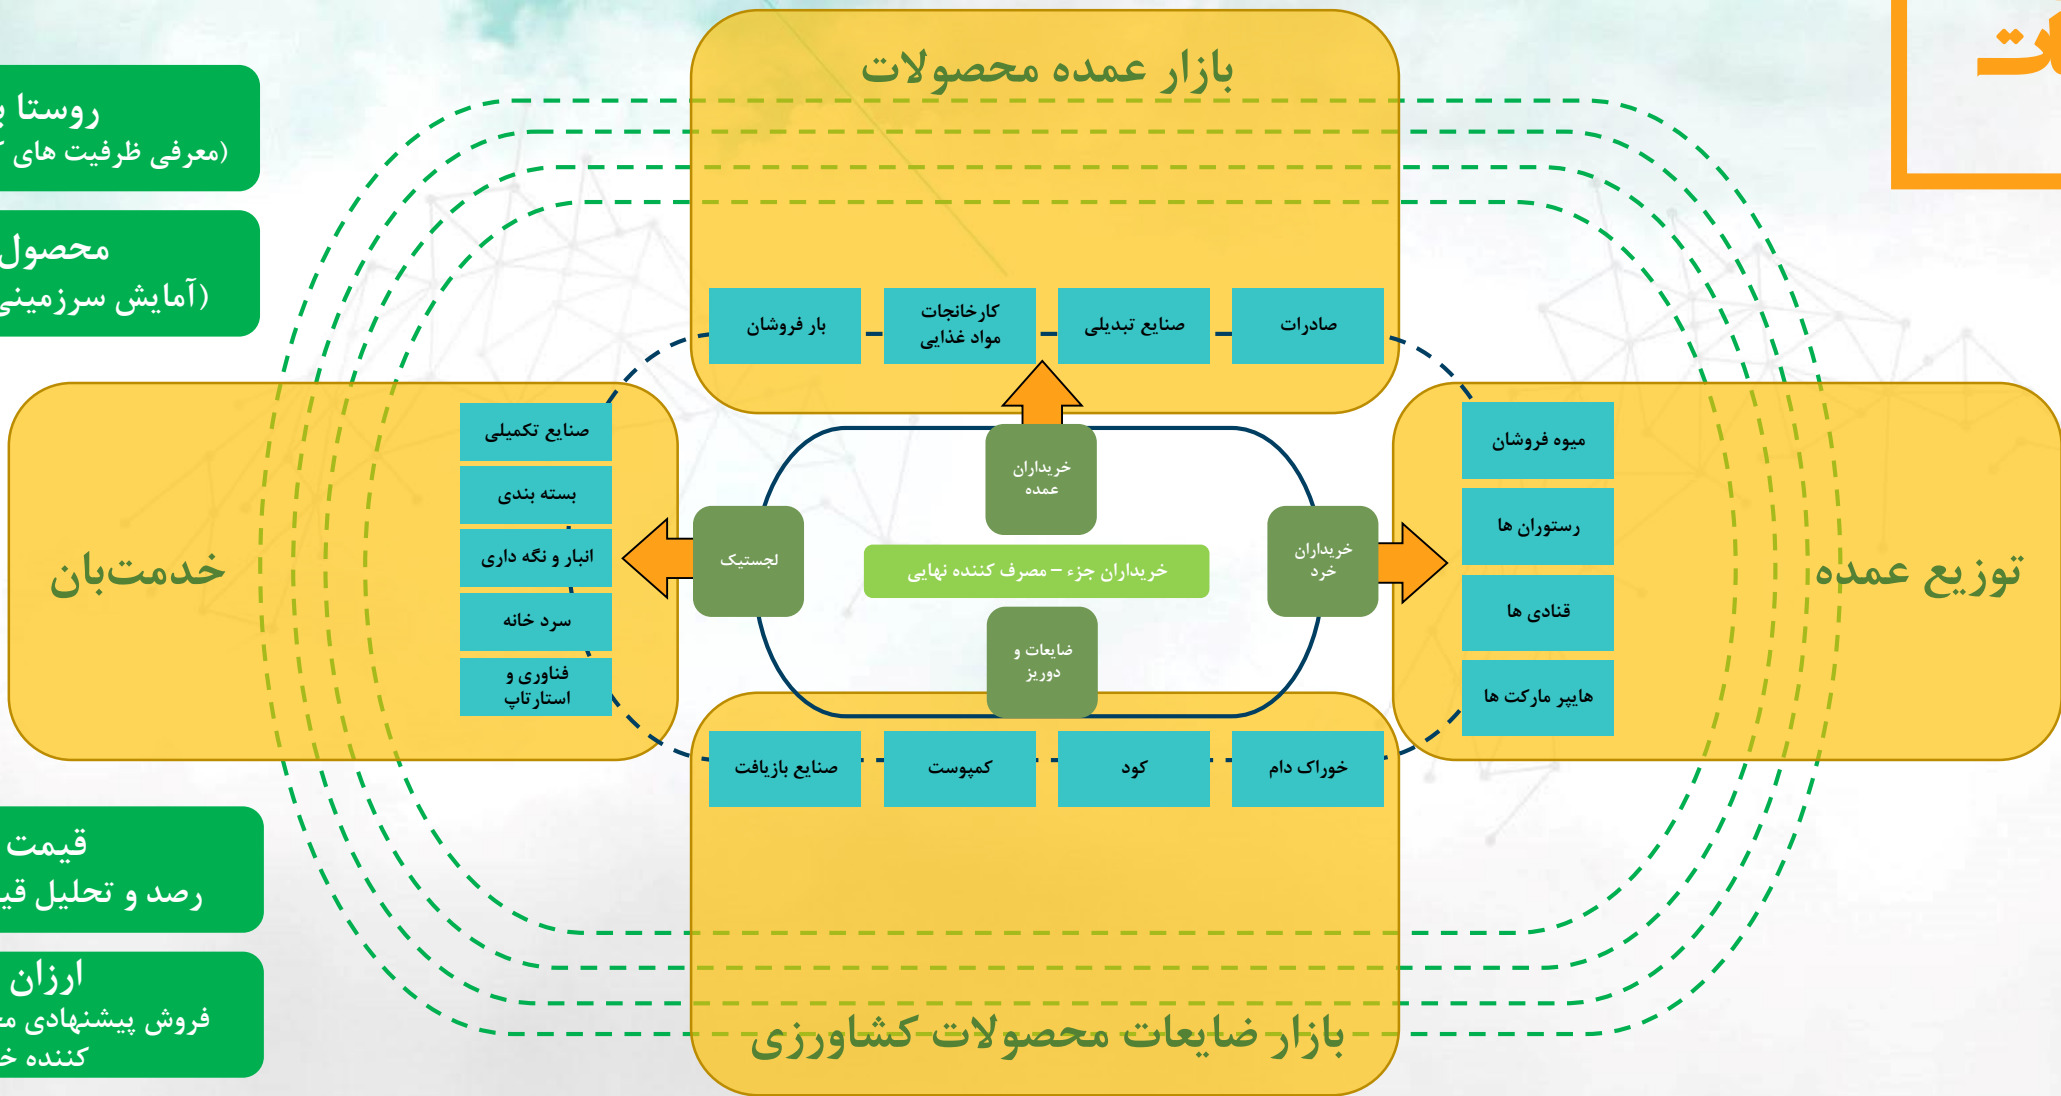 بازار عمده محصولات
روستا
(معرفی ظرفیت های
محصول
(آمایش سرزمینی
صادرات
صنایع تبدیلی
کارخانجات
مواد غذایی
بار فروشان
میوه فروشان
رستوران ها
قنادی ها
هایپر مارکت ها
توزیع عمده
خریداران
عمده
خریداران
خرد
خریداران جزء – مصرف کننده نهایی
لجستیک
ضایعات و
دورریز
صنایع تکمیلی
بسته بندی
انبار و نگه داری
سرد خانه
فناوری و
استارتاپ
خدمت‌بان
خوراک دام
کود
کمپوست
صنایع بازیافت
بازار ضایعات محصولات کشاورزی
قیمت
رصد و تحلیل
ارزان
فروش پیشنهادی
کننده